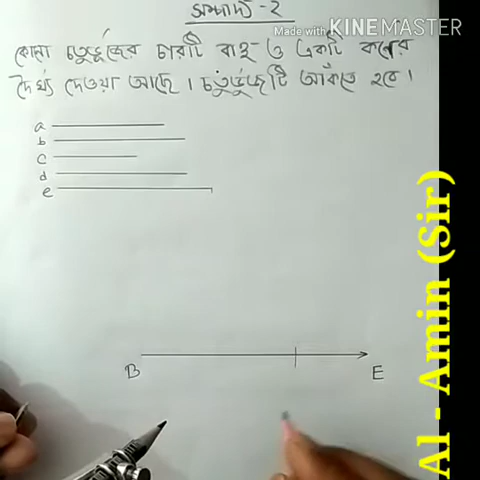 সম্পাদ্য - ২
Made with KINEMASTER
কোনো চতুর্ভুজের চারটি বাহু ও একটি কর্নের
দৈর্ঘ্য দেওয়া আছে । চতুর্ভুজটি আঁকতে হবে ।
a
b
c
d
e
B E
Al - Amin (Sir)